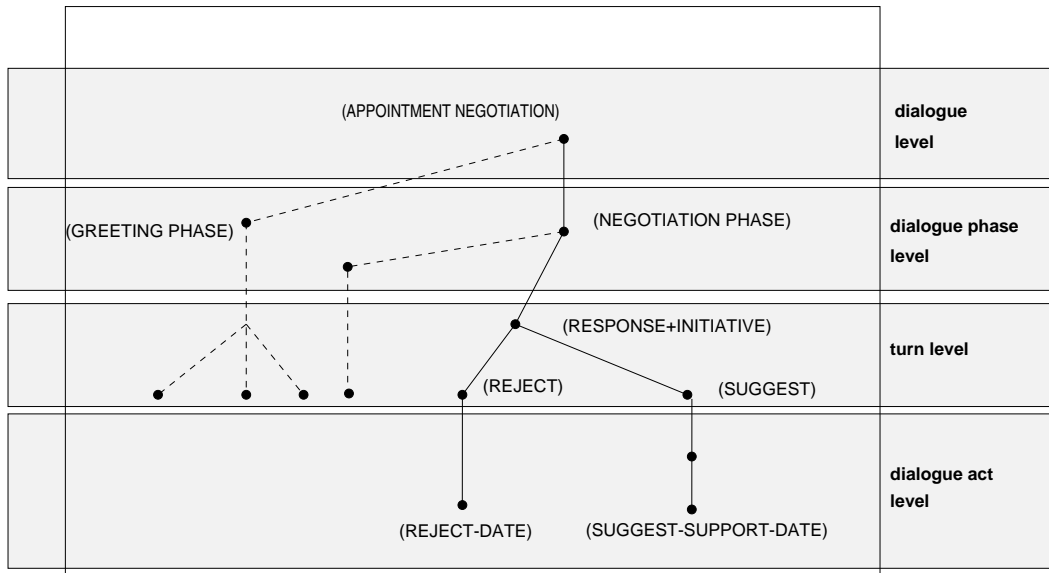 (APPOINTMENT NEGOTIATION)
dialogue
level
(GREETING PHASE)
(NEGOTIATION PHASE)
dialogue phase
level
(RESPONSE+INITIATIVE)
turn level
(REJECT)
(SUGGEST)
dialogue act
level
(REJECT-DATE)
(SUGGEST-SUPPORT-DATE)